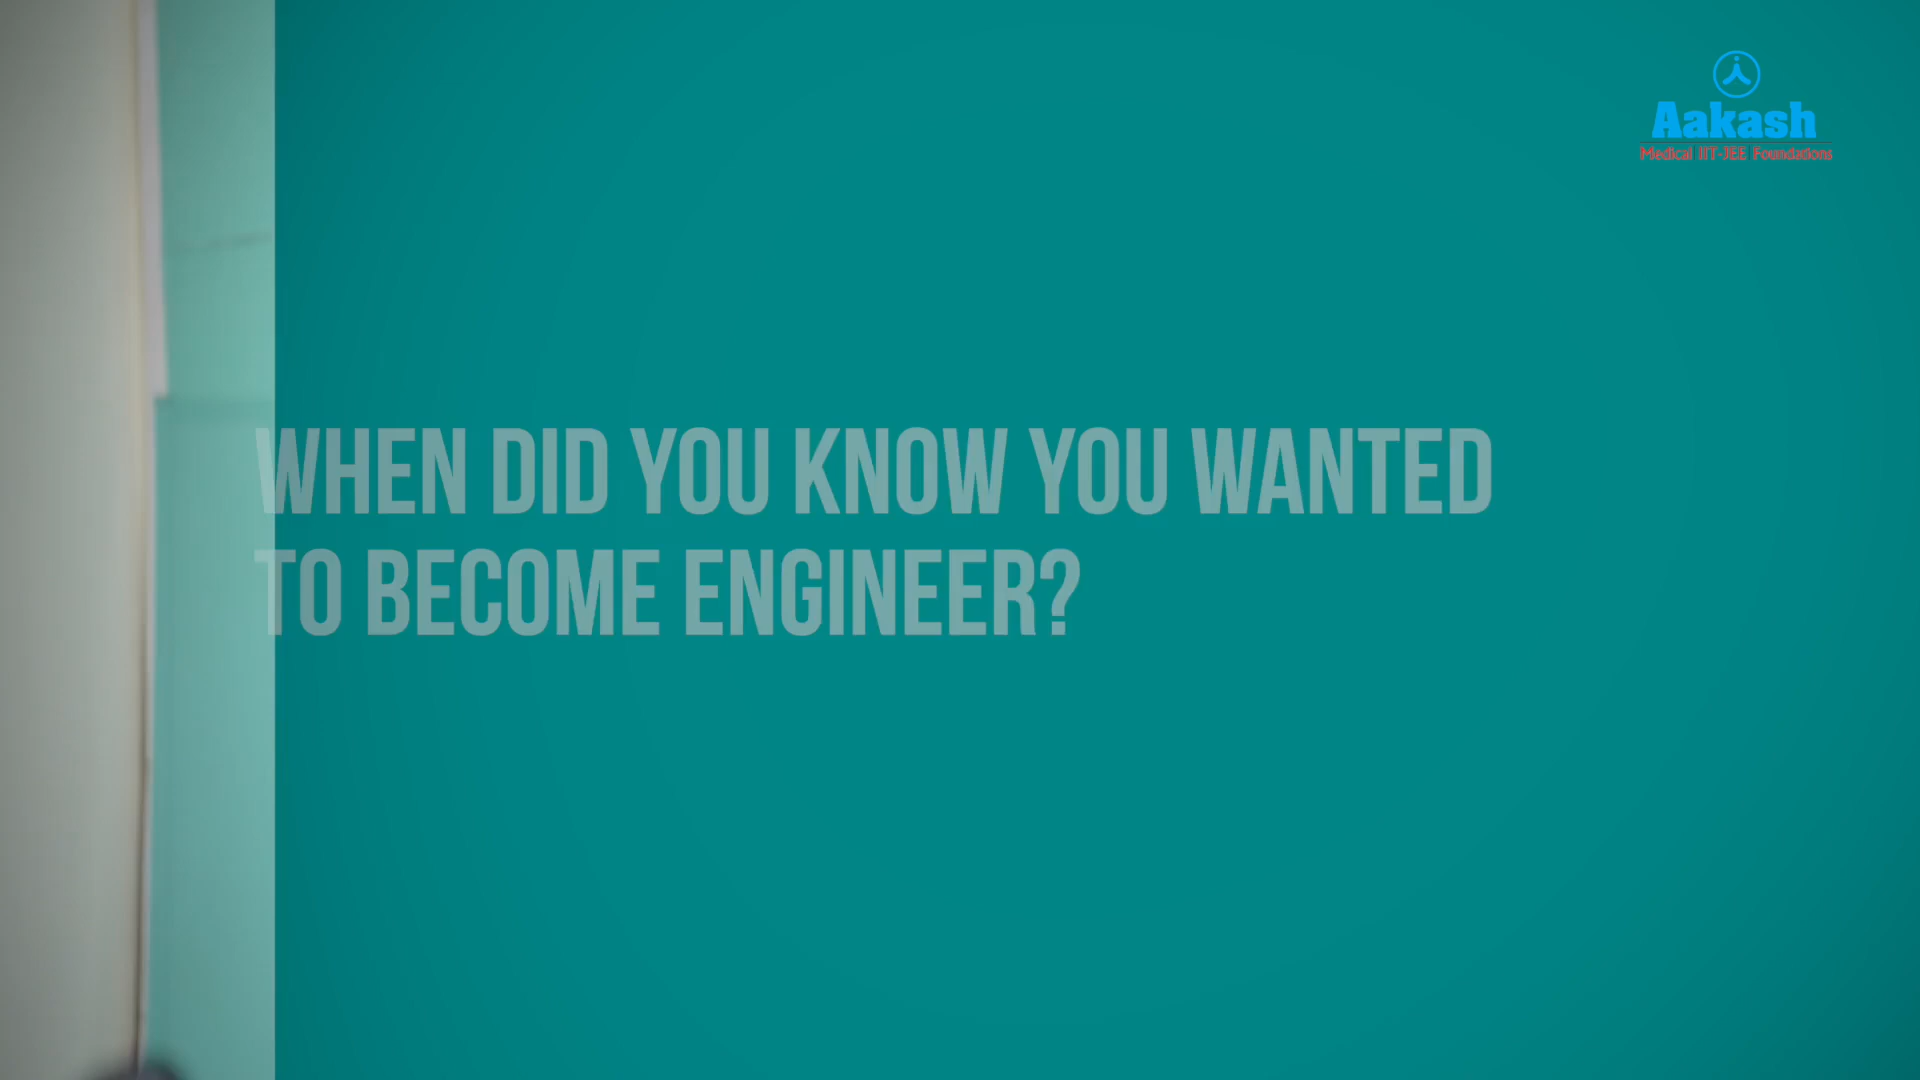 Aakash
Medical IIT-JEE Foundations
WHEN DID YOU KNOW YOU WANTED
TO BECOME ENGINEER?